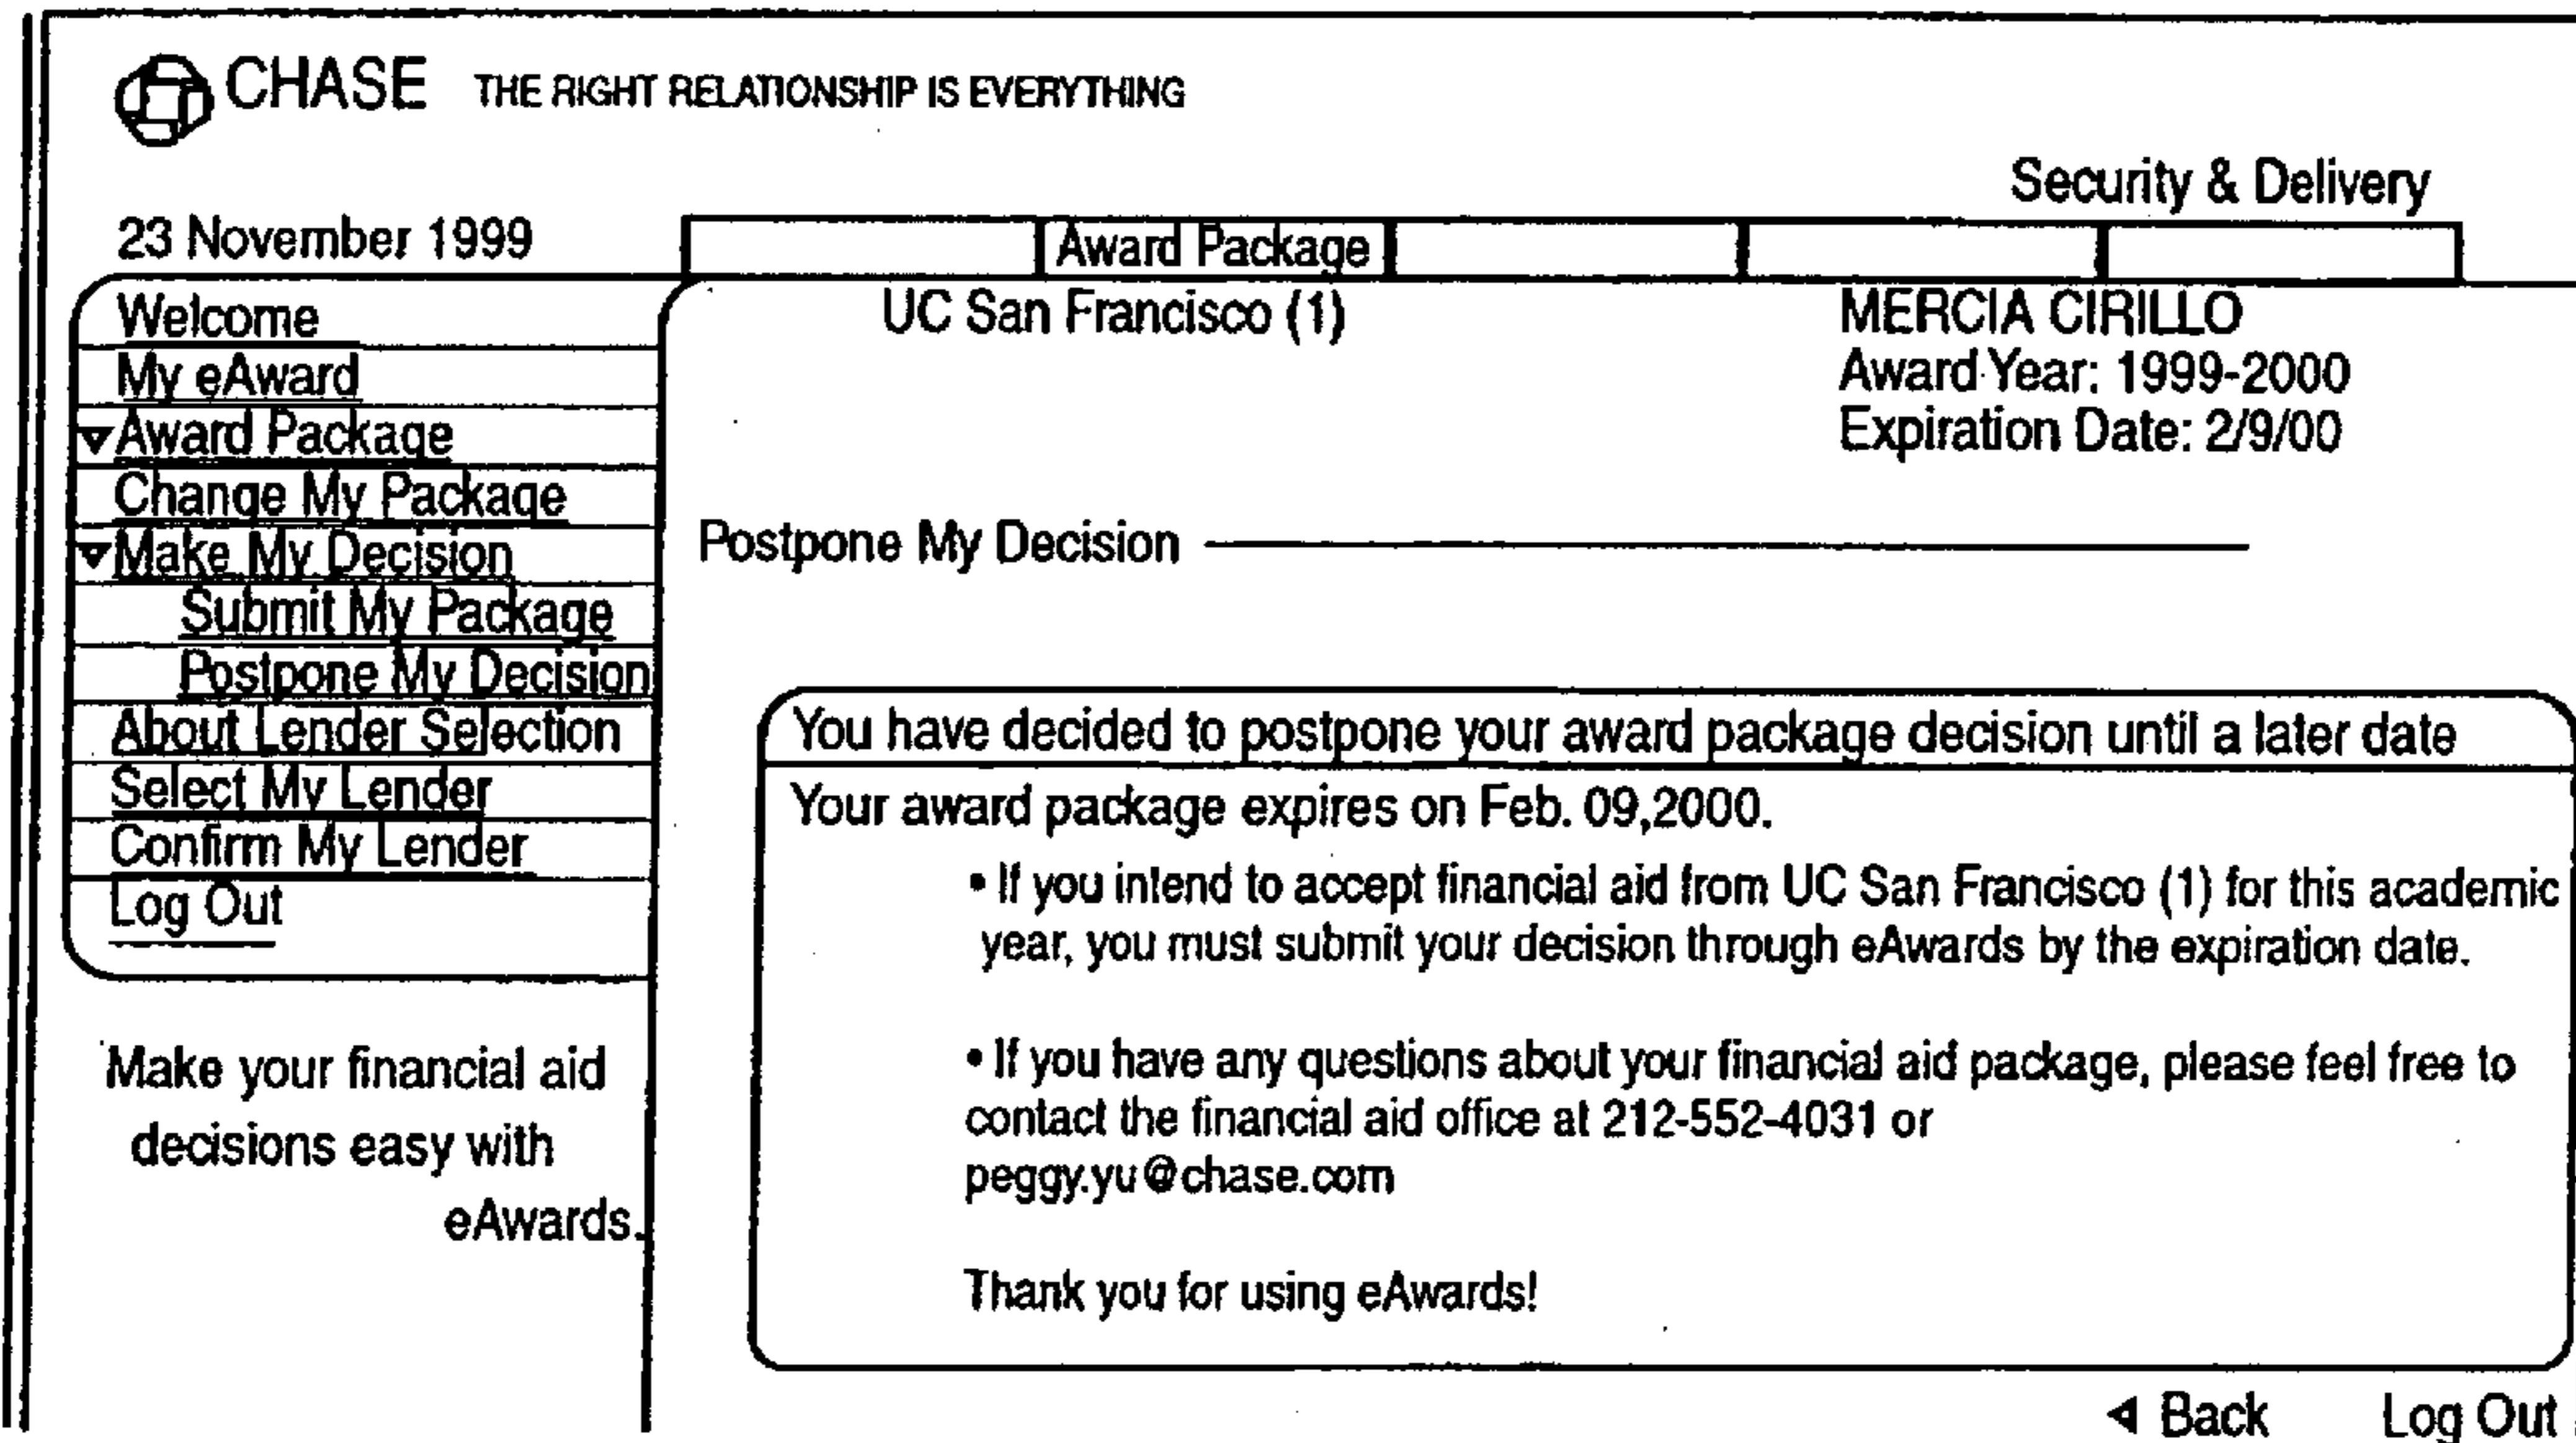 CHASE THE RIGHT RELATIONSHIP IS EVERYTHING
Security & Delivery
23 November 1999
Award Package
Welcome
My eAward
Award Package
Change My Package
Make My Decision
Submit My Package
Postpone My Decision
About Lender Selection
Select My Lender
Confirm My Lender
Log Out
Make your financial aid
decisions easy with
eAwards.
UC San Francisco (1)
MERCIA CIRILLO
Award Year: 1999-2000
Expiration Date: 2/9/00
Postpone My Decision
You have decided to postpone your award package decision until a later date
Your award package expires on Feb. 09,2000.
• If you intend to accept financial aid from UC San Francisco (1) for this academic
year, you must submit your decision through eAwards by the expiration date.
• If you have any questions about your financial aid package, please feel free to
contact the financial aid office at 212-552-4031 or
peggy.yu@chase.com
Thank you for using eAwards!
Back Log Out